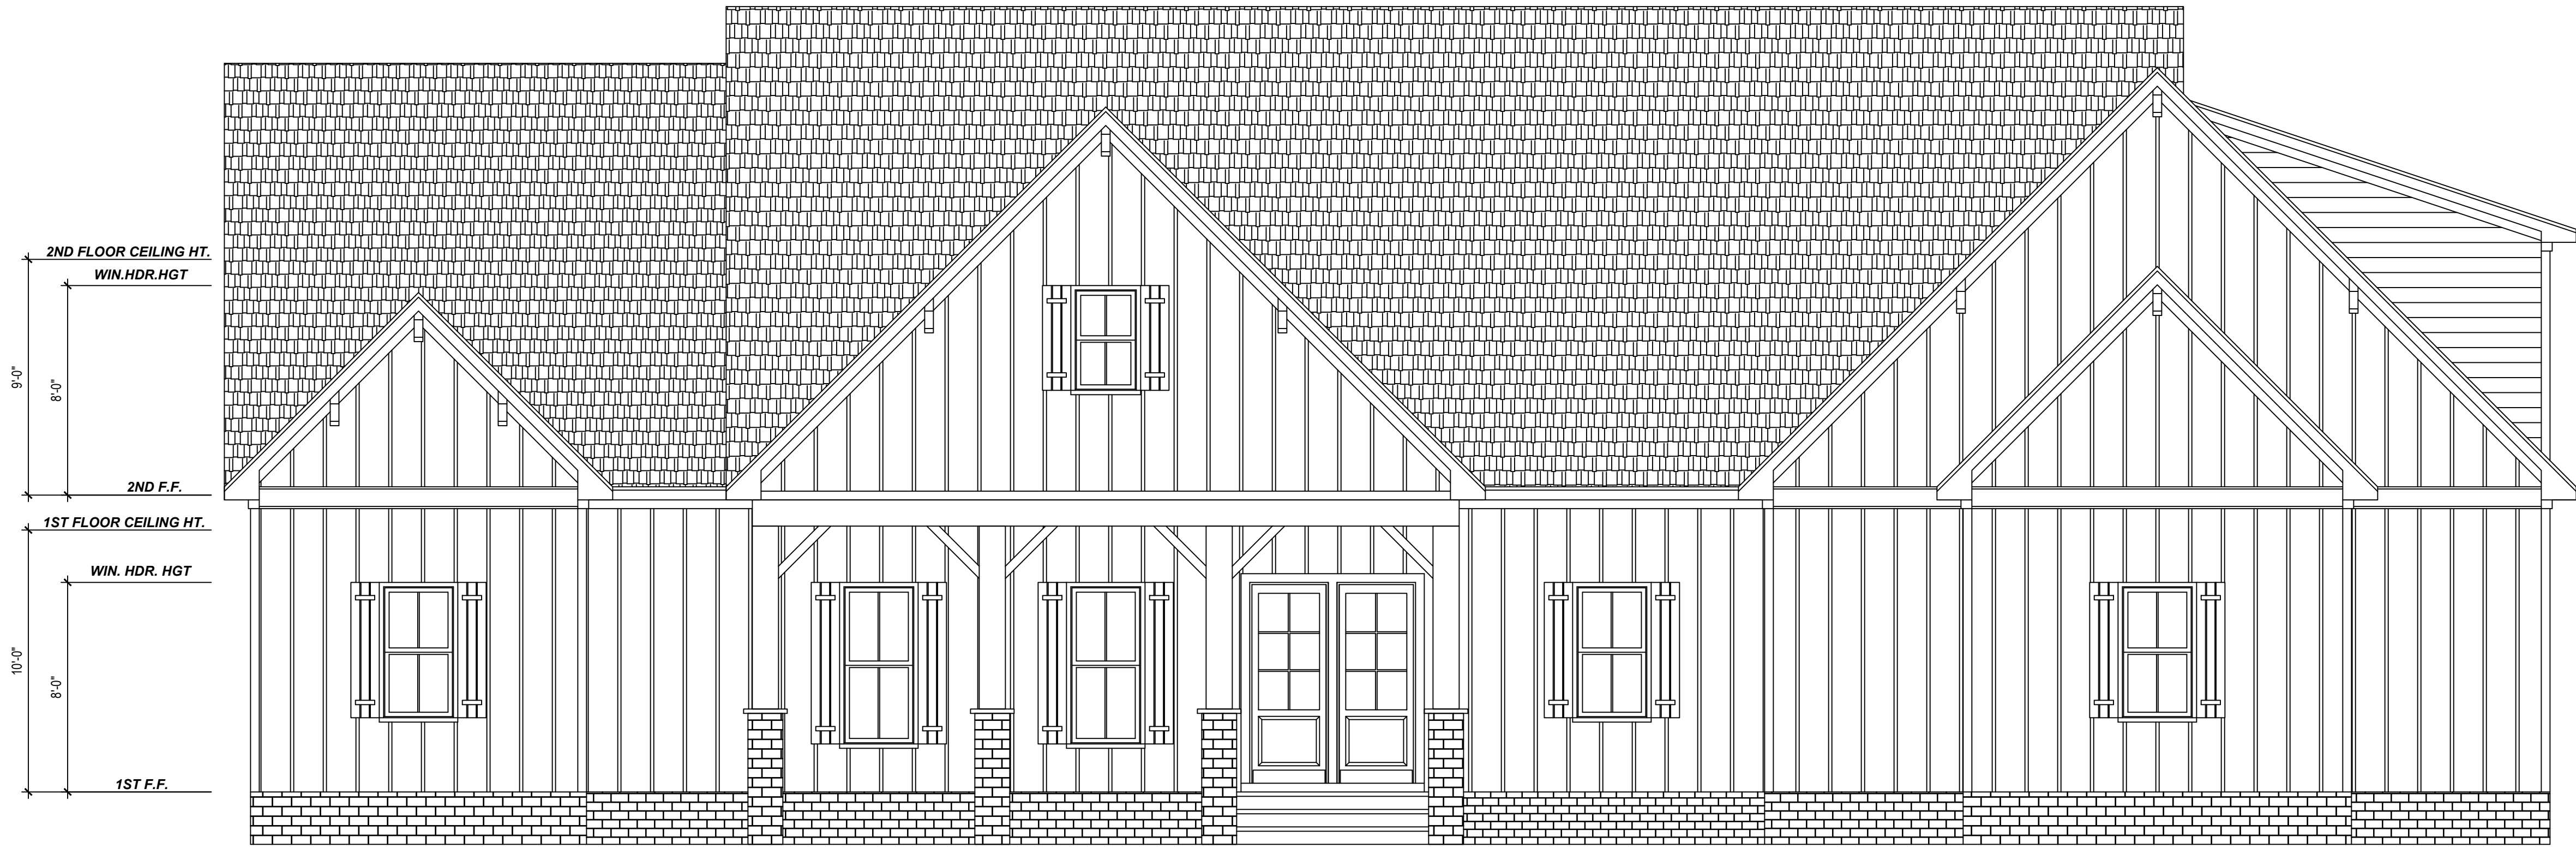 2ND FLOOR CEILING HT.
WIN.HDR.HGT
9'-0"
8'-0"
2ND F.F.
1ST FLOOR CEILING HT.
WIN. HDR. HGT
10'-0"
8'-0"
1ST F.F.